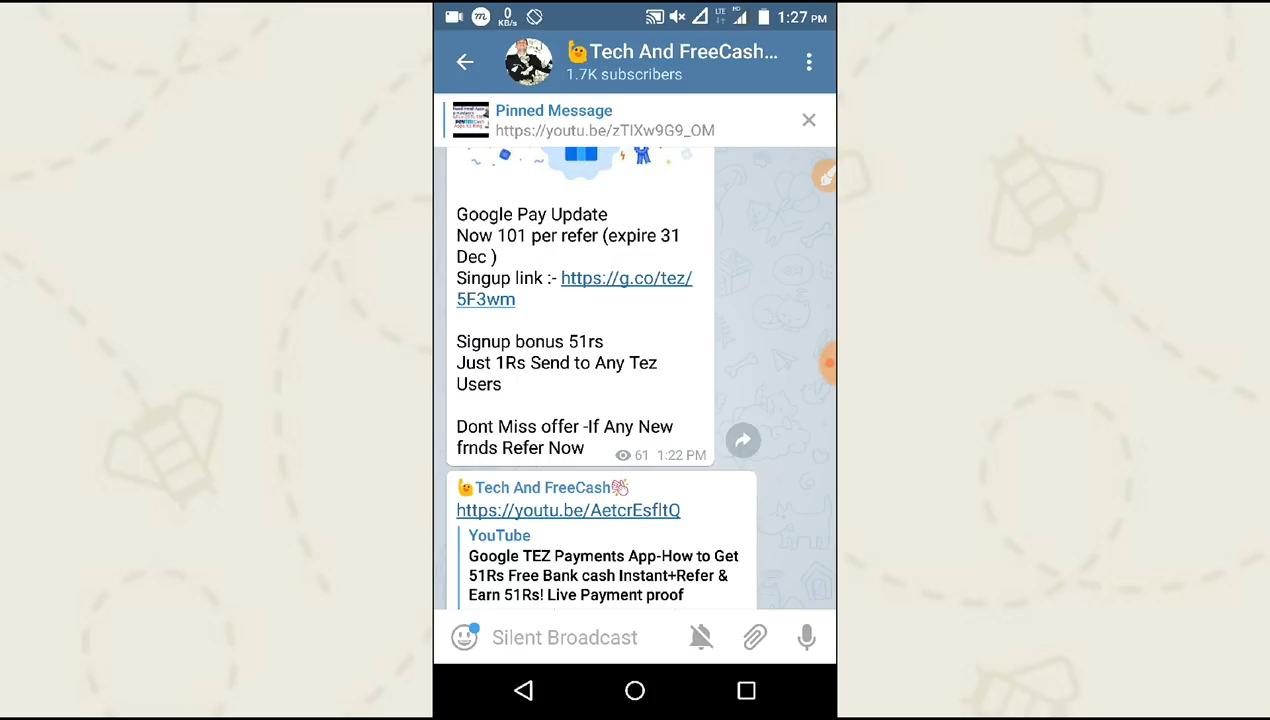 0
KB/s
LTE
HD
1:27 PM
Tech And FreeCash...
1.7K subscribers
Pinned Message
https://youtu.be/zTlXw9G9_OM
Google Pay Update
Now 101 per refer (expire 31
Dec )
Singup link :- https://g.co/tez/
5F3wm
Signup bonus 51rs
Just 1Rs Send to Any Tez
Users
Dont Miss offer -If Any New
frnds Refer Now
61 1:22 PM
Tech And FreeCash
https://youtu.be/AetcrEsfltQ
YouTube
Google TEZ Payments App-How to Get
51Rs Free Bank cash Instant+Refer &
Earn 51Rs! Live Payment proof
Silent Broadcast